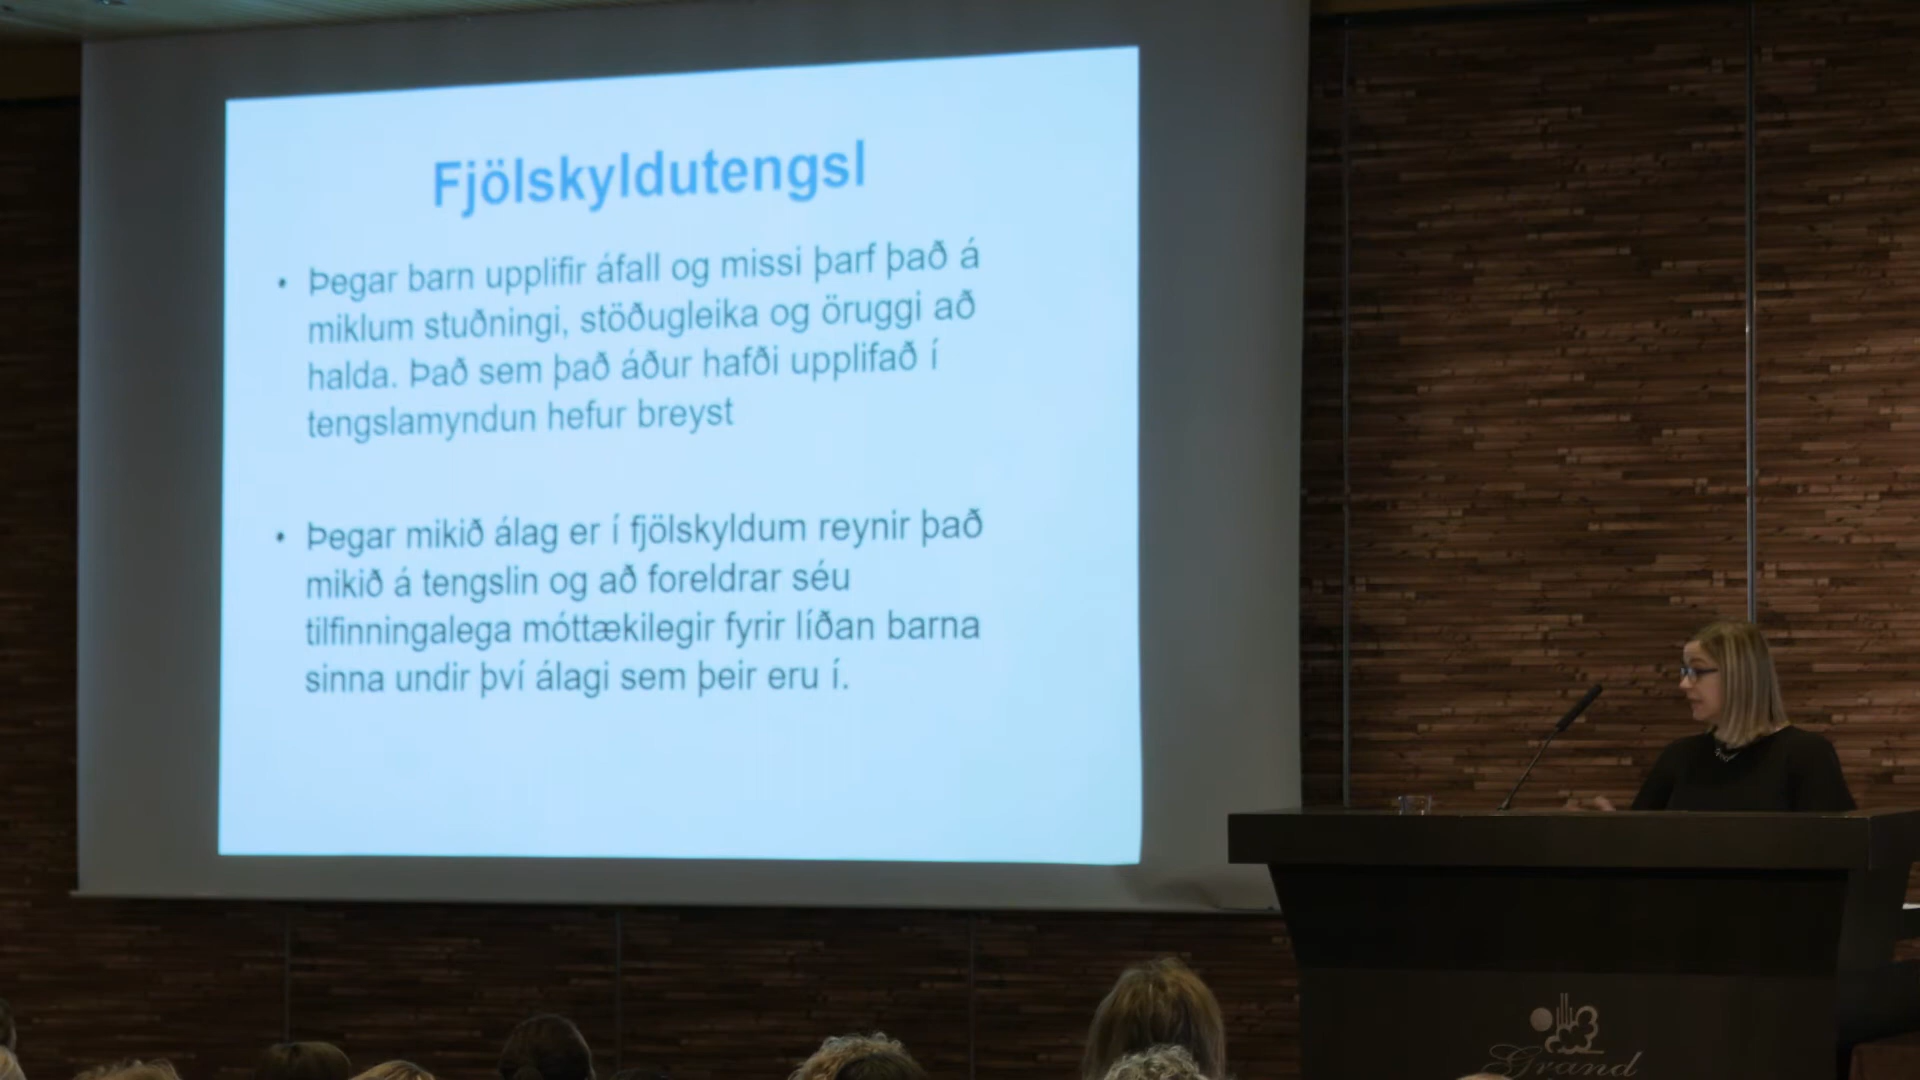 Fjölskyldutengsl
• Þegar barn upplifir áfall og missi þarf það á
miklum stuðningi, stöðugleika og öruggi að
halda. Það sem það áður hafði upplifað í
tengslamyndun hefur breyst
• Þegar mikið álag er í fjölskyldum reynir það
mikið á tengslin og að foreldrar séu
tilfinningalega móttækilegir fyrir líðan barna
sinna undir því álagi sem þeir eru í.
Grand